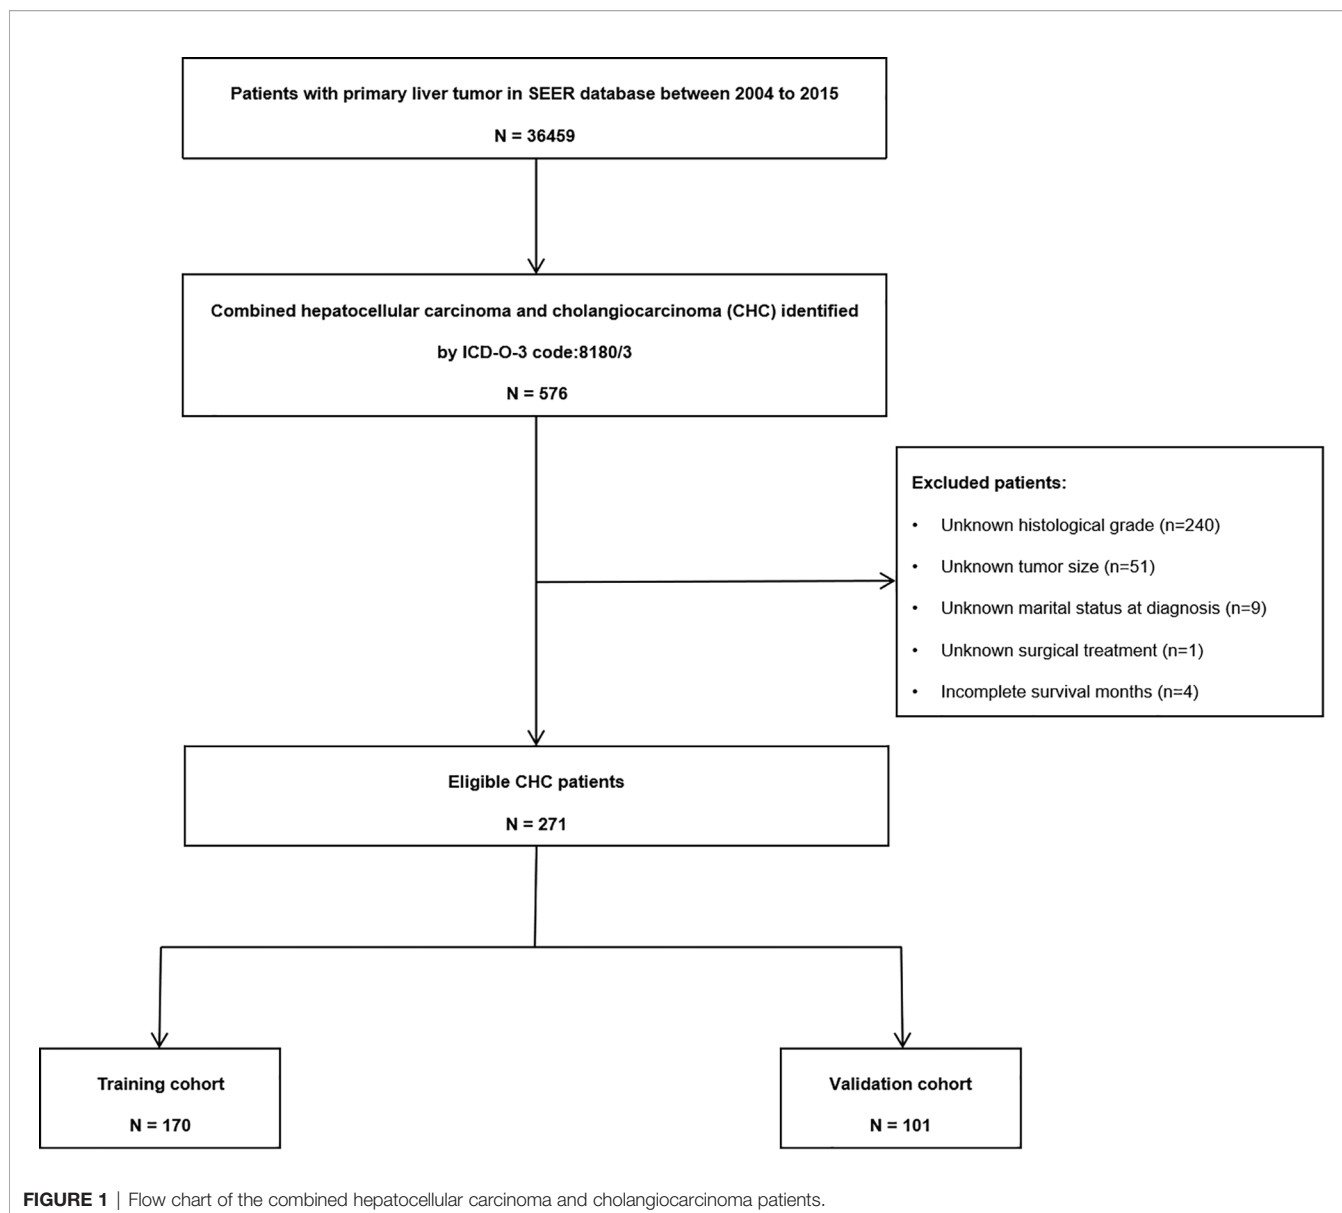 Patients with primary liver tumor in SEER database between 2004 to 2015
N = 36459
Combined hepatocellular carcinoma and cholangiocarcinoma (CHC) identified
by ICD-O-3 code:8180/3
N = 576
Excluded patients:
• Unknown histological grade (n=240)
• Unknown tumor size (n=51)
• Unknown marital status at diagnosis (n=9)
• Unknown surgical treatment (n=1)
• Incomplete survival months (n=4)
Eligible CHC patients
N = 271
Training cohort
N = 170
Validation cohort
N = 101
FIGURE 1 | Flow chart of the combined hepatocellular carcinoma and cholangiocarcinoma patients.